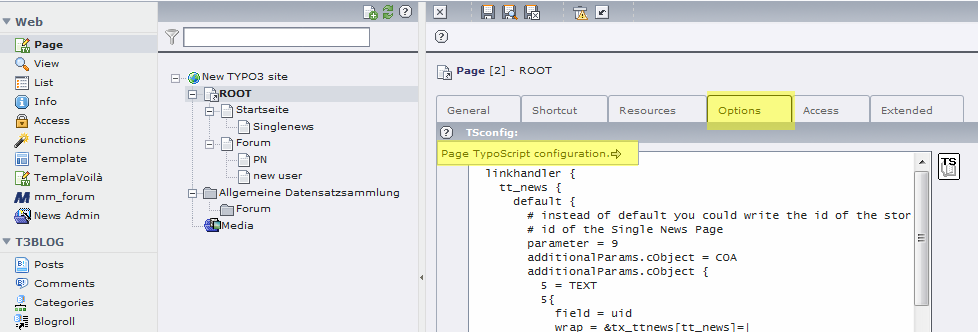 Web
Page
View
List
Info
Access
Functions
Template
TemplaVoilà
mm_forum
News Admin
T3BLOG
Posts
Comments
Categories
Blogroll
New TYPO3 site
ROOT
Startseite
Singlenews
Forum
PN
new user
Allgemeine Datensatzsammlung
Forum
Media
Page [2] - ROOT
General
Shortcut
Resources
Options
Access
Extended
TSconfig:
Page TypoScript configuration.
TS
linkhandler {
tt_news {
default {
# instead of default you could write the id of the stor
# id of the Single News Page
parameter = 9
additionalParams.cObject = COA
additionalParams.cObject {
5 = TEXT
5{
field = uid
wrap = &tx_ttnews[tt_news]=|